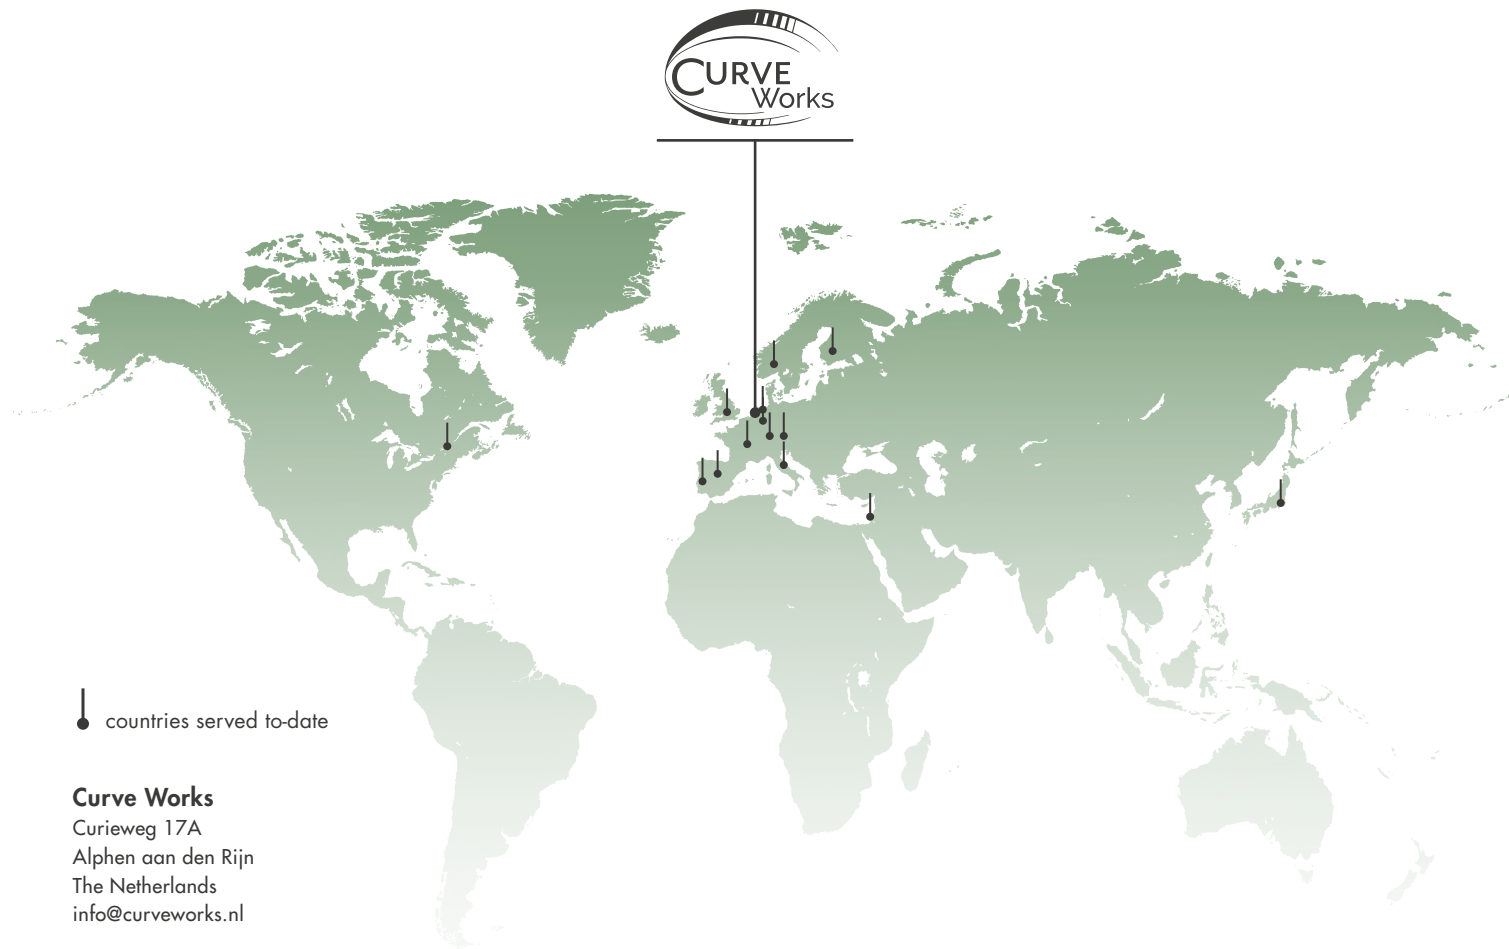 CURVE
Works
countries served to-date
Curve Works
Curieweg 17A
Alphen aan den Rijn
The Netherlands
info@curveworks.nl